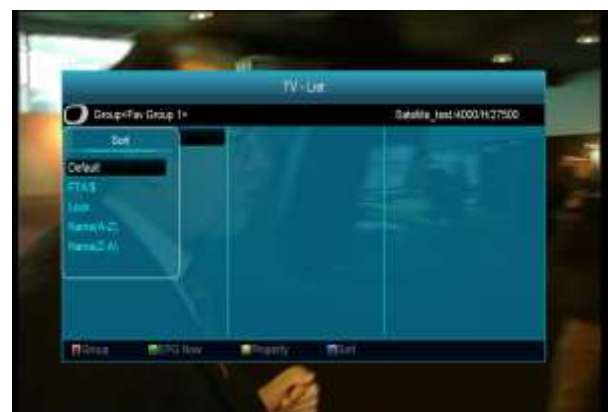 TV - List
Group<Fav Group 1>
Satellite_test/4000/H/27500
Sort
Default
FTA/$
Lock
Name(A-Z)
Name(Z-A)
Group EPG Now Property Sort